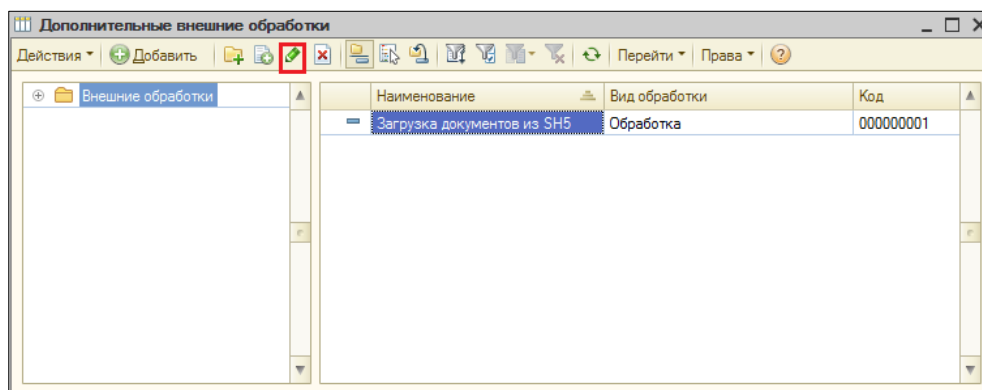 Дополнительные внешние обработки
Действия Добавить Перейти Права
Внешние обработки
Наименование Вид обработки Код
Загрузка документов из SH5 Обработка 000000001